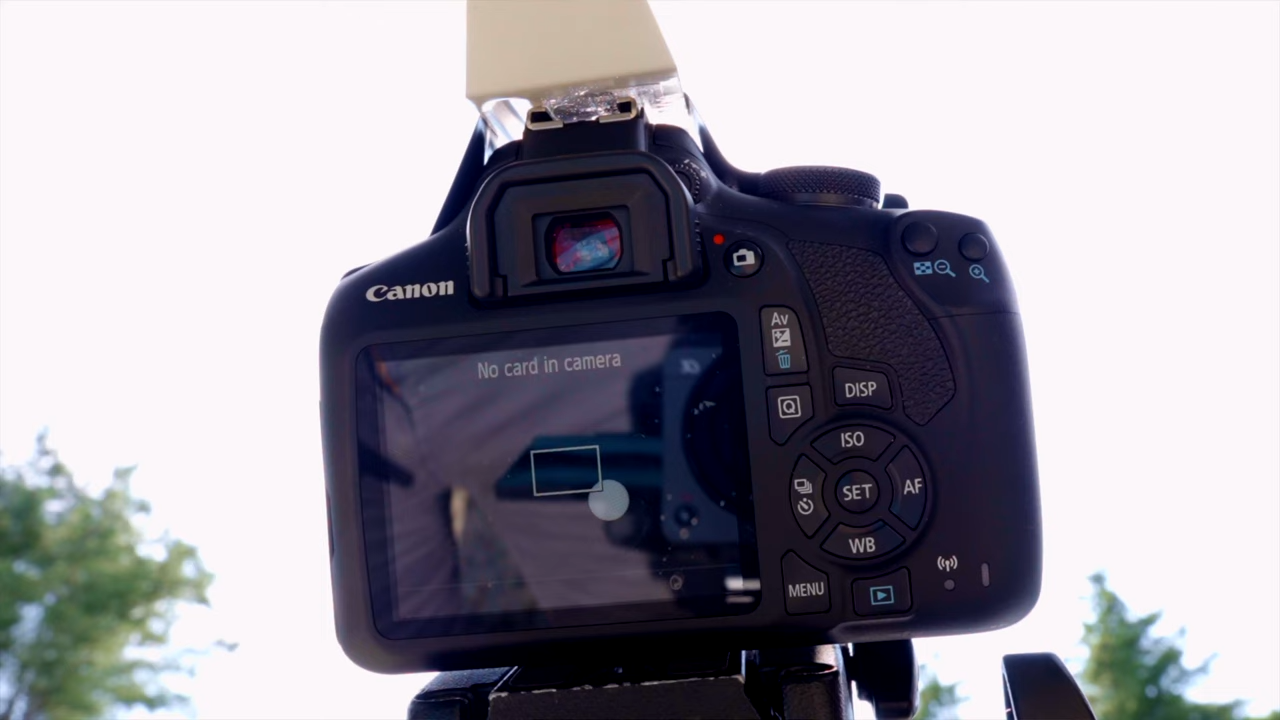 Canon
No card in camera
Av
Q
DISP
ISO
SET
AF
WB
MENU